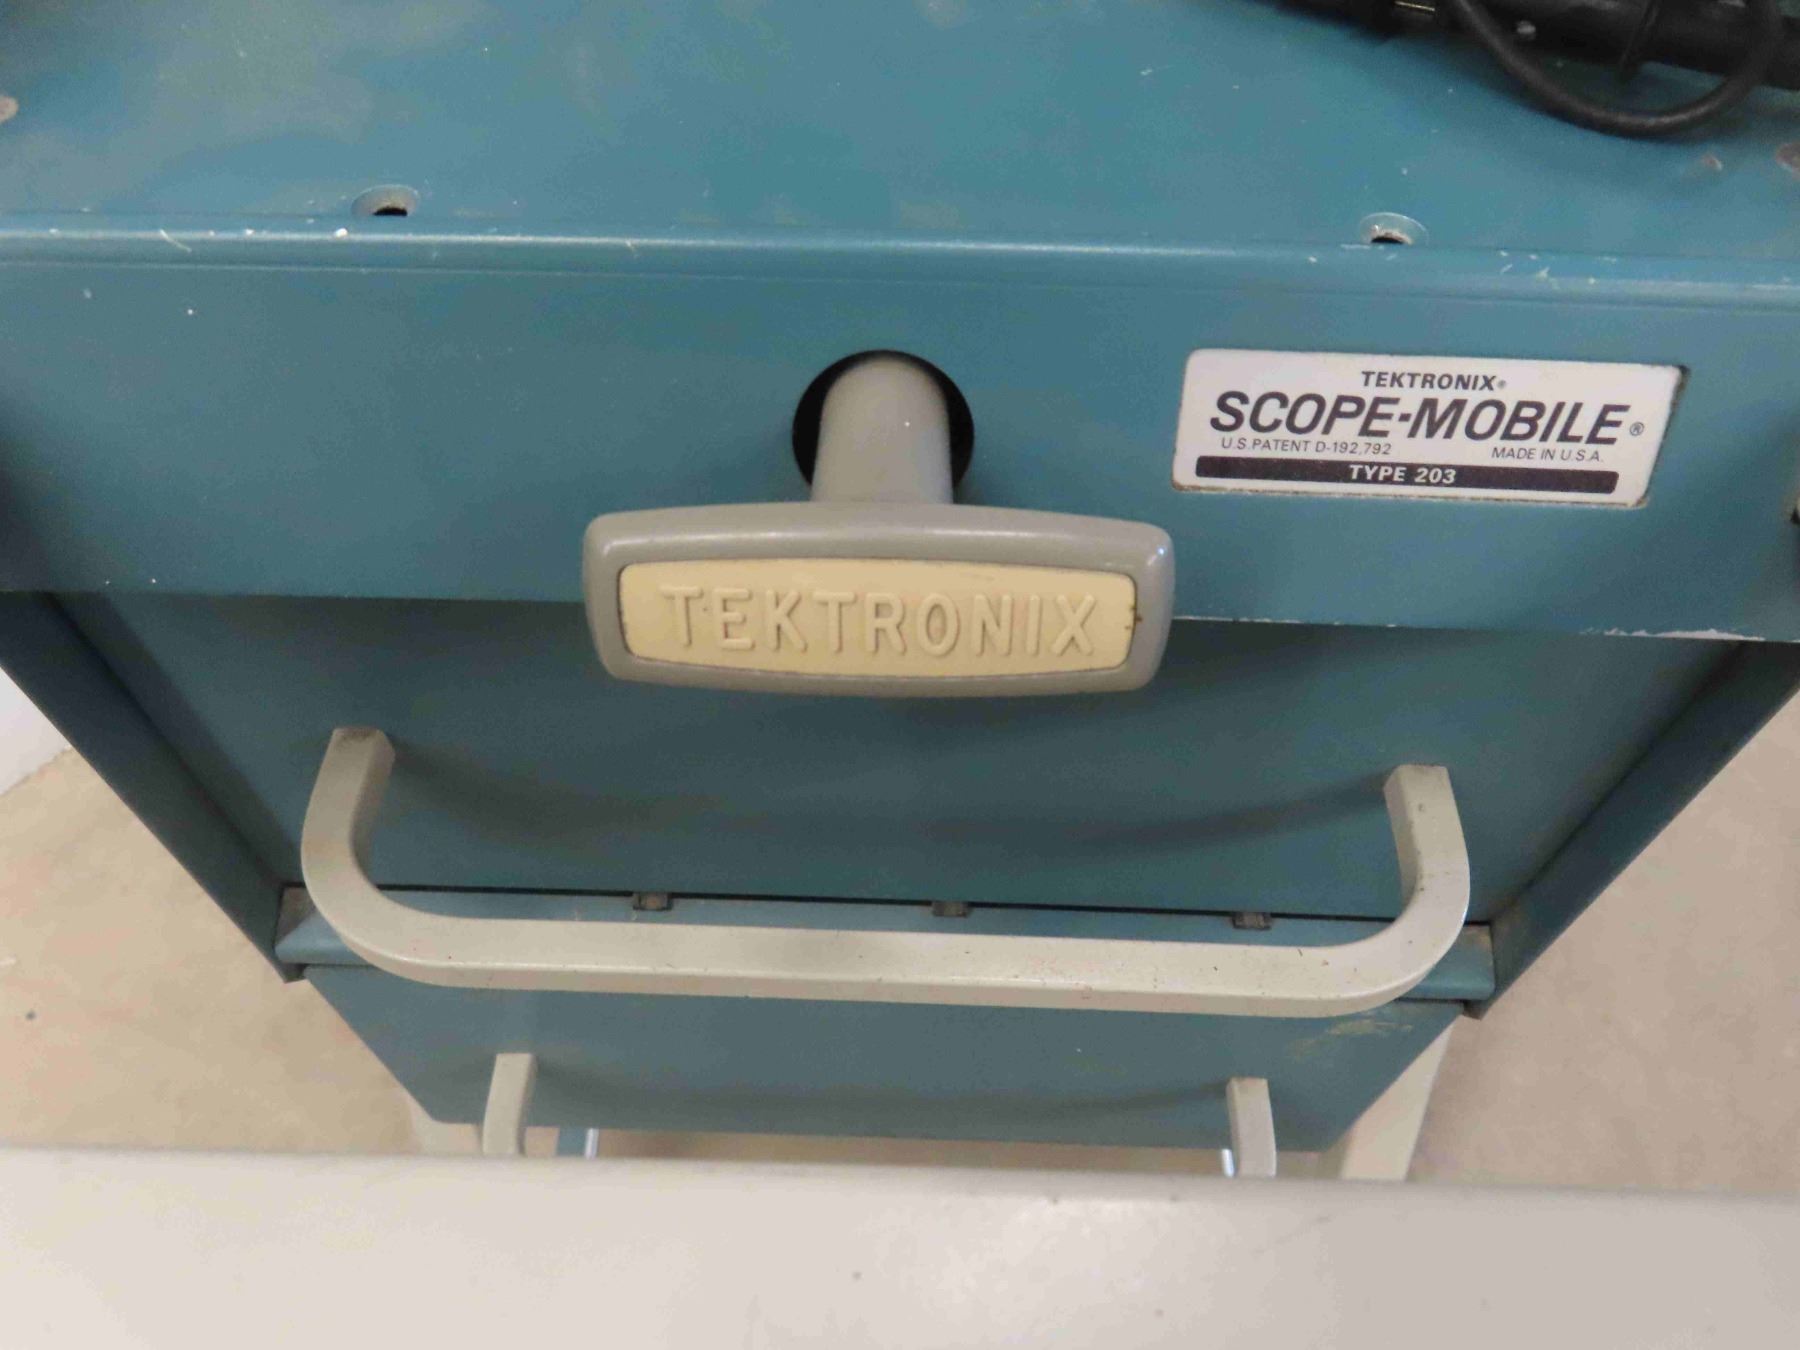 TEKTRONIX®
SCOPE-MOBILE®
U.S. PATENT D-192,792 MADE IN U.S.A.
TYPE 203
TEKTRONIX